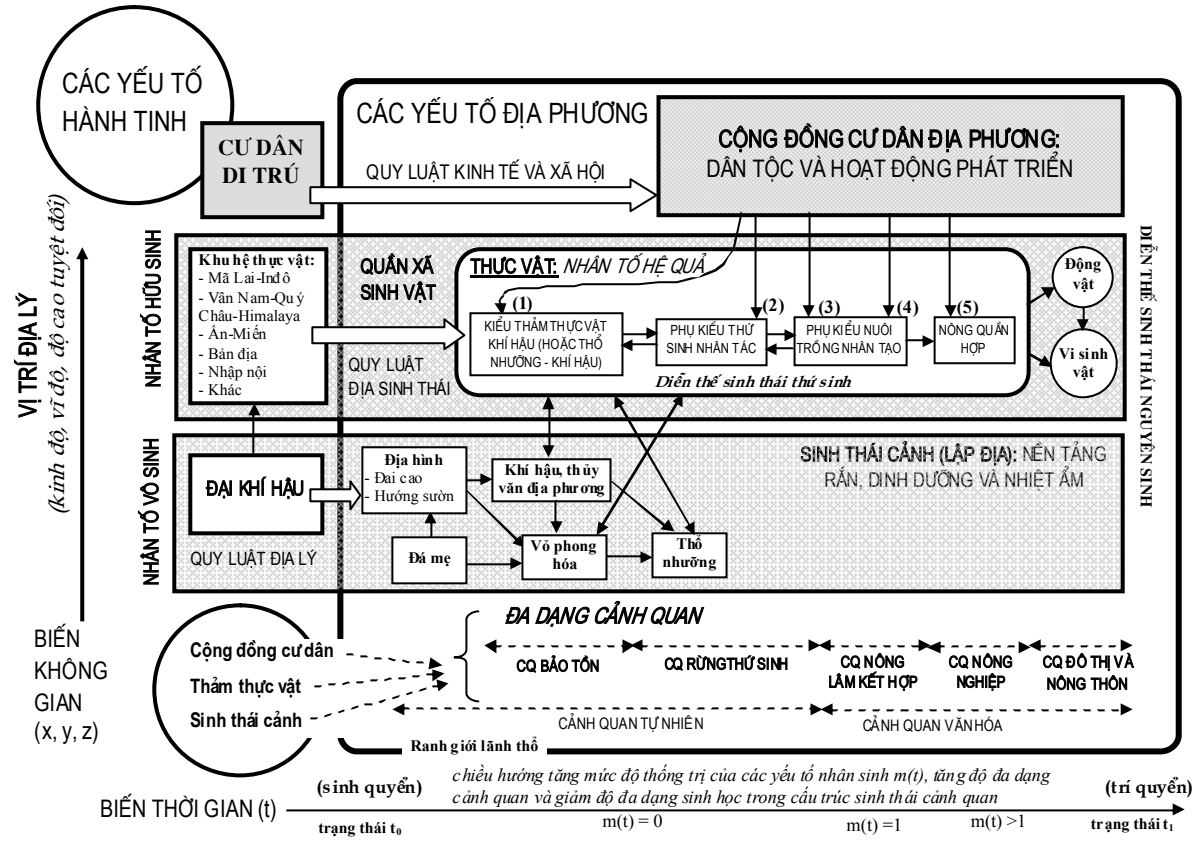 CÁC YẾU TỐ
HÀNH TINH
CƯ DÂN
DI TRÚ
CÁC YẾU TỐ ĐỊA PHƯƠNG
QUY LUẬT KINH TẾ VÀ XÃ HỘI
CỘNG ĐỒNG CƯ DÂN ĐỊA PHƯƠNG:
DÂN TỘC VÀ HOẠT ĐỘNG PHÁT TRIỂN
VỊ TRÍ ĐỊA LÝ
(kinh độ, vĩ độ, độ cao tuyệt đối)
NHÂN TỐ HỮU SINH
Khu hệ thực vật:
- Mã Lai-Inđô
- Vân Nam-Quý
Châu-Himalaya
- Ấn-Miến
- Bản địa
- Nhập nội
- Khác
QUẦN XÃ
SINH VẬT
QUY LUẬT
ĐỊA SINH THÁI
THỰC VẬT: NHÂN TỐ HỆ QUẢ
(1)
(2)
(3)
(4)
(5)
KIỂU THẢM THỰC VẬT
KHÍ HẬU (HOẶC THỔ
NHƯỠNG - KHÍ HẬU)
PHỤ KIỂU THỨ
SINH NHÂN TÁC
PHỤ KIỂU NUÔI
TRỒNG NHÂN TẠO
NÔNG QUẦN
HỢP
Diễn thế sinh thái thứ sinh
Động
vật
Vi sinh
vật
DIỄN THẾ SINH THÁI NGUYÊN SINH
NHÂN TỐ VÔ SINH
ĐẠI KHÍ HẬU
QUY LUẬT ĐỊA LÝ
Địa hình
- Đai cao
- Hướng sườn
Khí hậu, thủy
văn địa phương
Đá mẹ
Vỏ phong
hóa
Thổ
nhưỡng
SINH THÁI CẢNH (LẬP ĐỊA): NỀN TẢNG
RẮN, DINH DƯỠNG VÀ NHIỆT ẨM
BIẾN
KHÔNG
GIAN
(x, y, z)
Cộng đồng cư dân
Thảm thực vật
Sinh thái cảnh
ĐA DẠNG CẢNH QUAN
CQ BẢO TỒN
CQ RỪNG THỨ SINH
CQ NÔNG
LÂM KẾT HỢP
CQ NÔNG
NGHIỆP
CQ ĐÔ THỊ VÀ
NÔNG THÔN
CẢNH QUAN TỰ NHIÊN
CẢNH QUAN VĂN HÓA
Ranh giới lãnh thổ
BIẾN THỜI GIAN (t)
(sinh quyển)
trạng thái t₀
chiều hướng tăng mức độ thống trị của các yếu tố nhân sinh m(t), tăng độ đa dạng
cảnh quan và giảm độ đa dạng sinh học trong cấu trúc sinh thái cảnh quan
m(t) = 0
m(t) =1
m(t) >1
(trí quyển)
trạng thái t₁